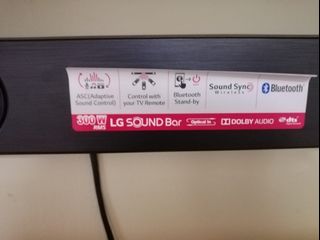 ASC(Adaptive
Sound Control)
Control with
your TV Remote
Bluetooth
Stand-by
Sound Sync
Wireless
Bluetooth®
300W
RMS
LG SOUND Bar
Optical in
DOLBY AUDIO
dts